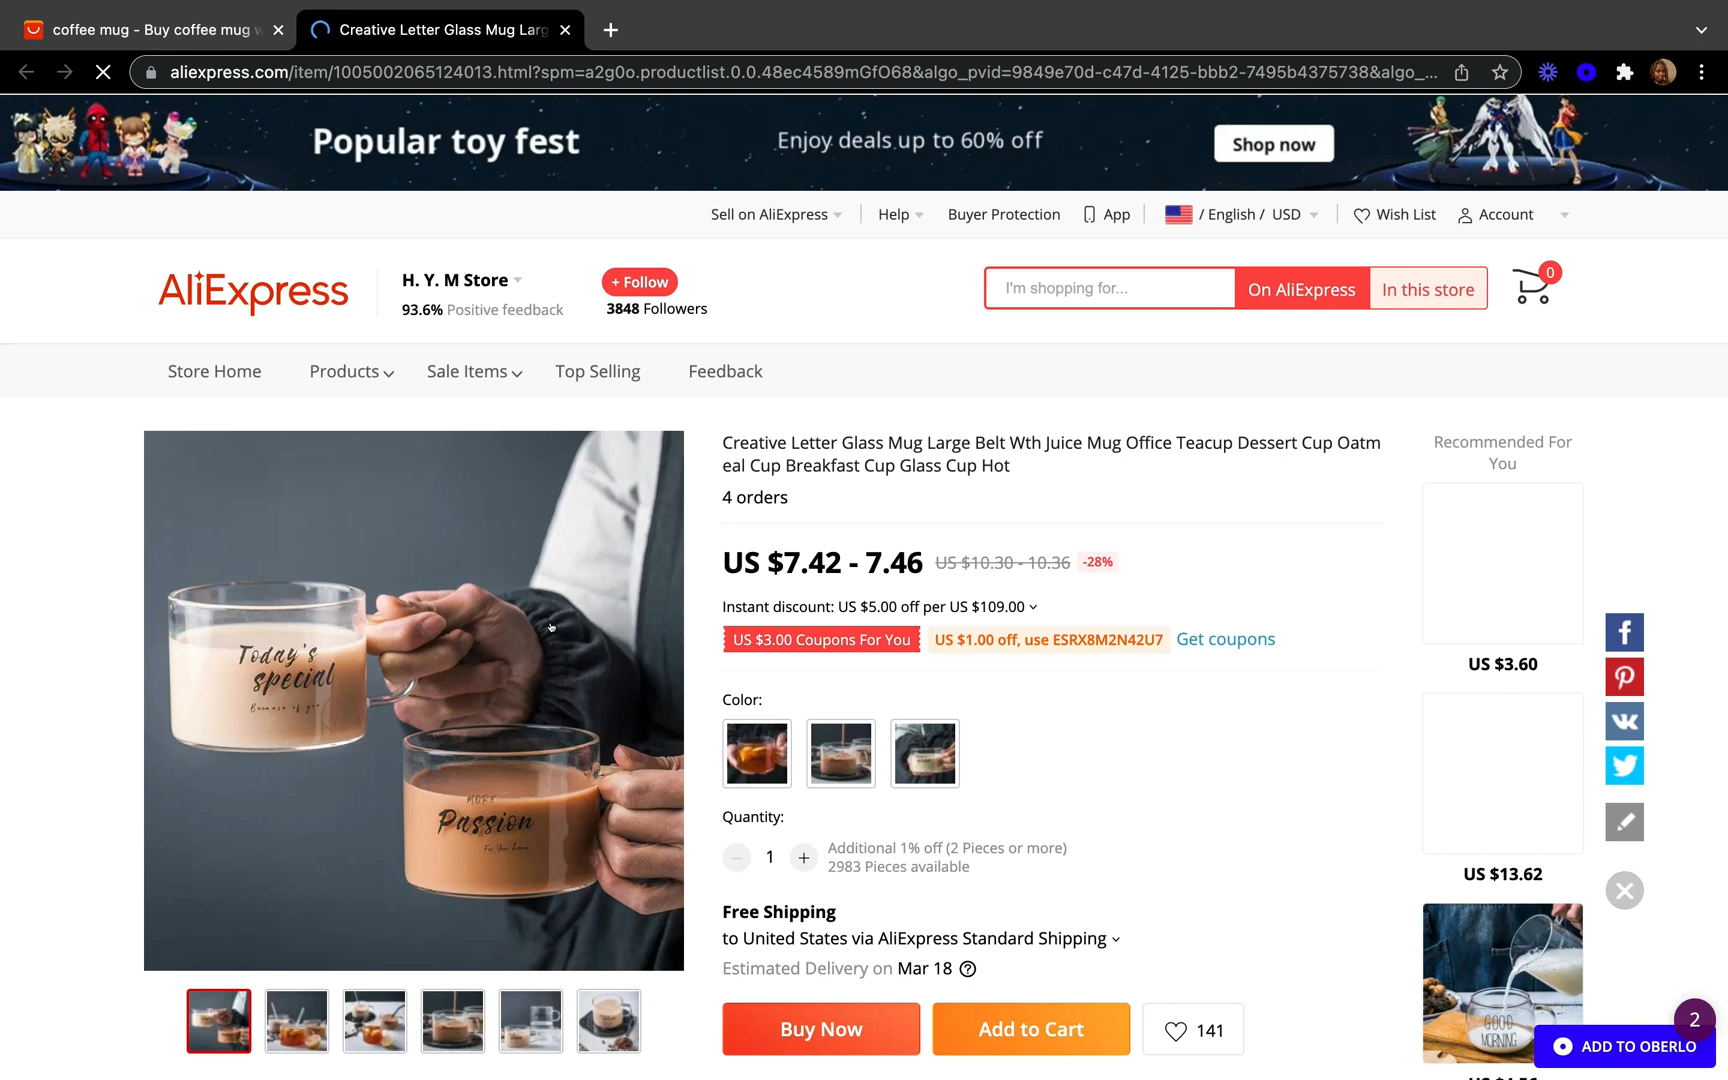 coffee mug - Buy coffee mug w
Creative Letter Glass Mug Larg
aliexpress.com/item/1005002065124013.html?spm=a2g0o.productlist.0.0.48ec4589mGfO68&algo_pvid=9849e70d-c47d-4125-bbb2-7495b4375738&algo_...
Popular toy fest
Enjoy deals up to 60% off
Shop now
Sell on AliExpress
Help
Buyer Protection
App
/ English / USD
Wish List
Account
AliExpress
H. Y. M Store
93.6% Positive feedback
+ Follow
3848 Followers
I'm shopping for...
On AliExpress
In this store
0
Store Home
Products
Sale Items
Top Selling
Feedback
Today's
special
Because of you
MORE
Passion
Creative Letter Glass Mug Large Belt Wth Juice Mug Office Teacup Dessert Cup Oatm
eal Cup Breakfast Cup Glass Cup Hot
4 orders
US $7.42 - 7.46 US $10.30 - 10.36 -28%
Instant discount: US $5.00 off per US $109.00
US $3.00 Coupons For You
US $1.00 off, use ESRX8M2N42U7
Get coupons
Color:
Quantity:
1
Additional 1% off (2 Pieces or more)
2983 Pieces available
Free Shipping
to United States via AliExpress Standard Shipping
Estimated Delivery on Mar 18
Buy Now
Add to Cart
141
Recommended For
You
US $3.60
US $13.62
GOOD
MORNING
2
ADD TO OBERLO